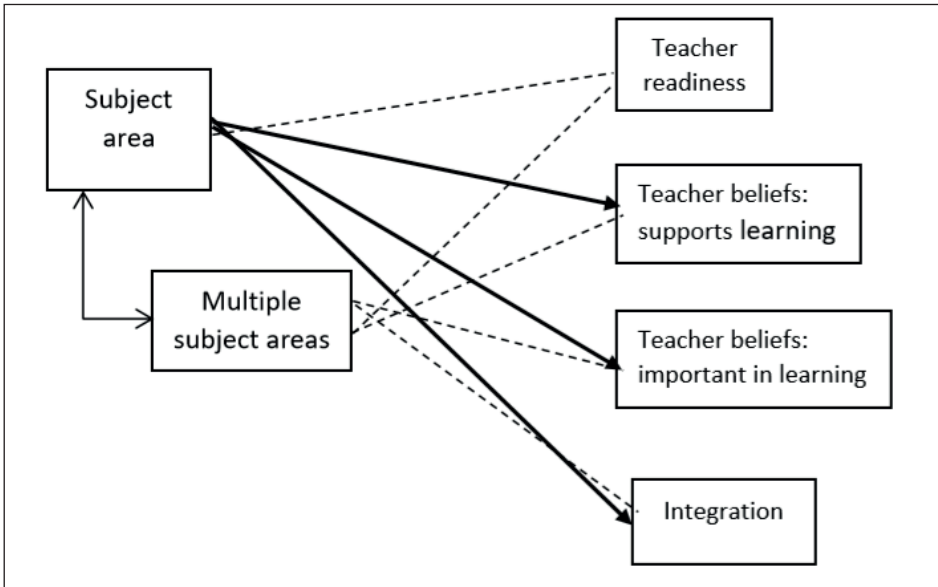 Subject
area
Multiple
subject areas
Teacher
readiness
Teacher beliefs:
supports learning
Teacher beliefs:
important in learning
Integration